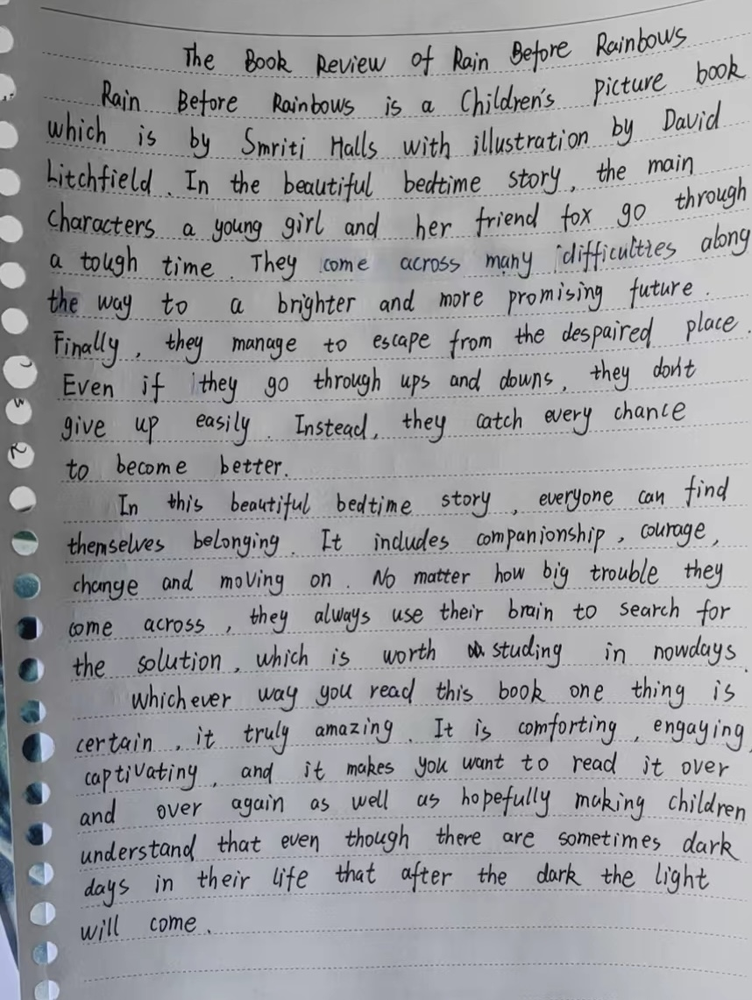 The Book Review of Rain Before Rainbows
Rain Before Rainbows is a Children's picture book
which is by Smriti Halls with illustration by David
Litchfield. In the beautiful bedtime story, the main
characters a young girl and her friend fox go through
a tough time. They come across many difficulties along
the way to a brighter and more promising future.
Finally, they manage to escape from the despaired place.
Even if they go through ups and downs, they don't
give up easily. Instead, they catch every chance
to become better.
In this beautiful bedtime story, everyone can find
themselves belonging. It includes companionship, courage,
change and moving on. No matter how big trouble they
come across, they always use their brain to search for
the solution, which is worth studing in nowdays.
Whichever way you read this book one thing is
certain, it truly amazing. It is comforting, engaying,
captivatiny, and it makes you want to read it over
and over again as well as hopefully making children
understand that even though there are sometimes dark
days in their life that after the dark the light
will come.